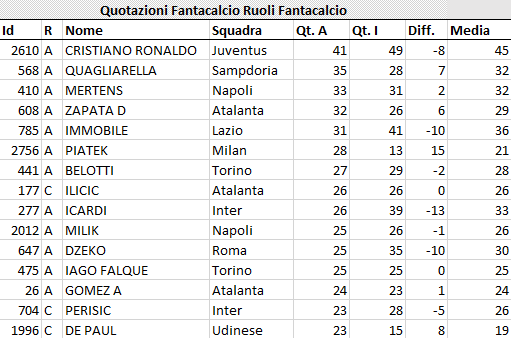 Quotazioni Fantacalcio Ruoli Fantacalcio
Id R Nome Squadra Qt. A Qt. I Diff. Media
2610 A CRISTIANO RONALDO Juventus 41 49 -8 45
568 A QUAGLIARELLA Sampdoria 35 28 7 32
410 A MERTENS Napoli 33 31 2 32
608 A ZAPATA D Atalanta 32 26 6 29
785 A IMMOBILE Lazio 31 41 -10 36
2756 A PIATEK Milan 28 13 15 21
441 A BELOTTI Torino 27 29 -2 28
177 C ILICIC Atalanta 26 26 0 26
277 A ICARDI Inter 26 39 -13 33
2012 A MILIK Napoli 25 26 -1 26
647 A DZEKO Roma 25 35 -10 30
475 A IAGO FALQUE Torino 25 25 0 25
26 A GOMEZ A Atalanta 24 23 1 24
704 C PERISIC Inter 23 28 -5 26
1996 C DE PAUL Udinese 23 15 8 19